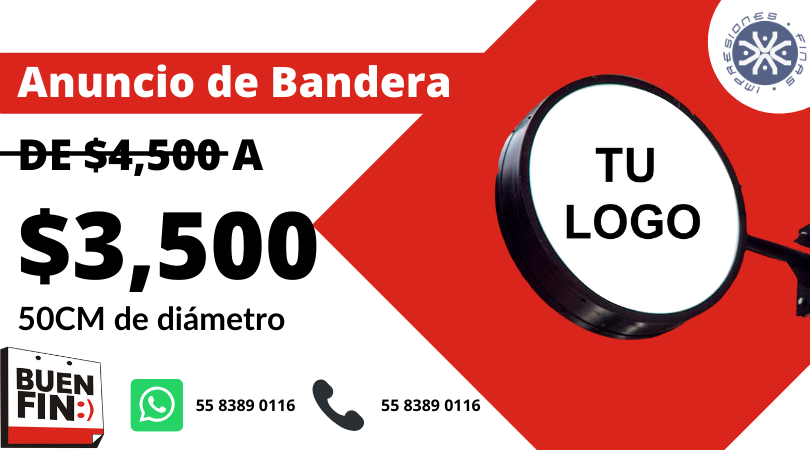 IMPRESIONES • FINAS
Anuncio de Bandera
DE $4,500 A
$3,500
50CM de diámetro
TU
LOGO
BUEN
FIN:)
55 8389 0116
55 8389 0116